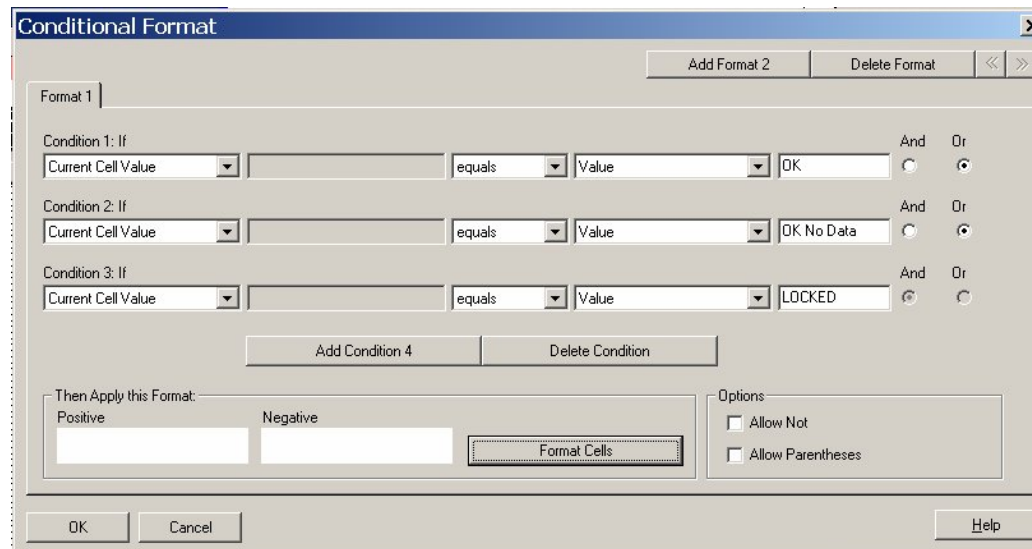 Conditional Format
Add Format 2 Delete Format
Format 1
Condition 1: If And Or
Current Cell Value equals Value OK
Condition 2: If And Or
Current Cell Value equals Value OK No Data
Condition 3: If And Or
Current Cell Value equals Value LOCKED
Add Condition 4 Delete Condition
Then Apply this Format: Options
Positive Negative Allow Not
Format Cells Allow Parentheses
OK Cancel Help